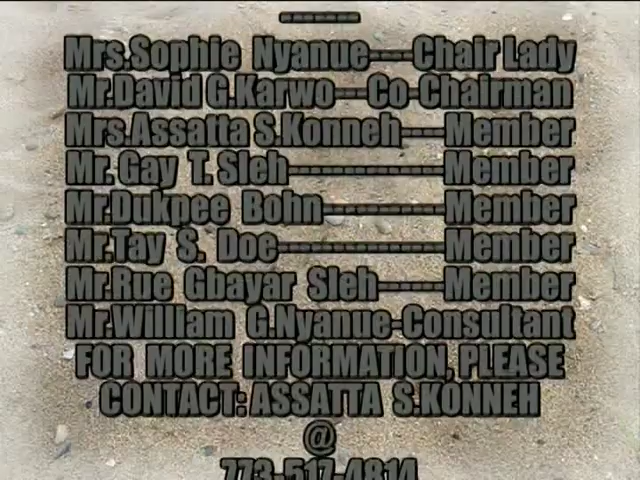 Mrs.Sophie Nyanue----Chair Lady
Mr.David G.Karwo---Co-Chairman
Mrs.Assatta S.Konneh----Member
Mr. Gay T. Sleh-------------Member
Mr.Dukpee Bohn----------Member
Mr.Tay S. Doe--------------Member
Mr.Rue Gbayar Sleh------Member
Mr.William G.Nyanue-Consultant
FOR MORE INFORMATION, PLEASE
CONTACT: ASSATTA S.KONNEH
@
773-517-4814